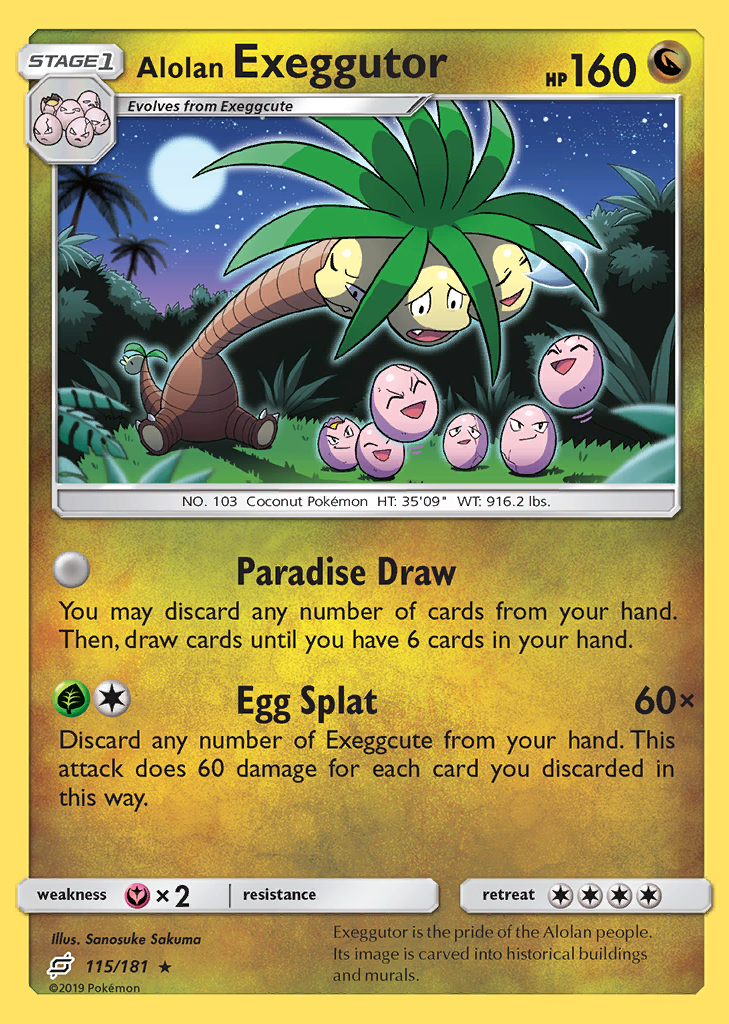 STAGE1
Alolan Exeggutor
HP 160
Evolves from Exeggcute
NO. 103 Coconut Pokémon HT: 35'09" WT: 916.2 lbs.
Paradise Draw
You may discard any number of cards from your hand.
Then, draw cards until you have 6 cards in your hand.
Egg Splat 60×
Discard any number of Exeggcute from your hand. This
attack does 60 damage for each card you discarded in
this way.
weakness × 2 resistance retreat
Illus. Sanosuke Sakuma
115/181 ★
©2019 Pokémon
Exeggutor is the pride of the Alolan people.
Its image is carved into historical buildings
and murals.